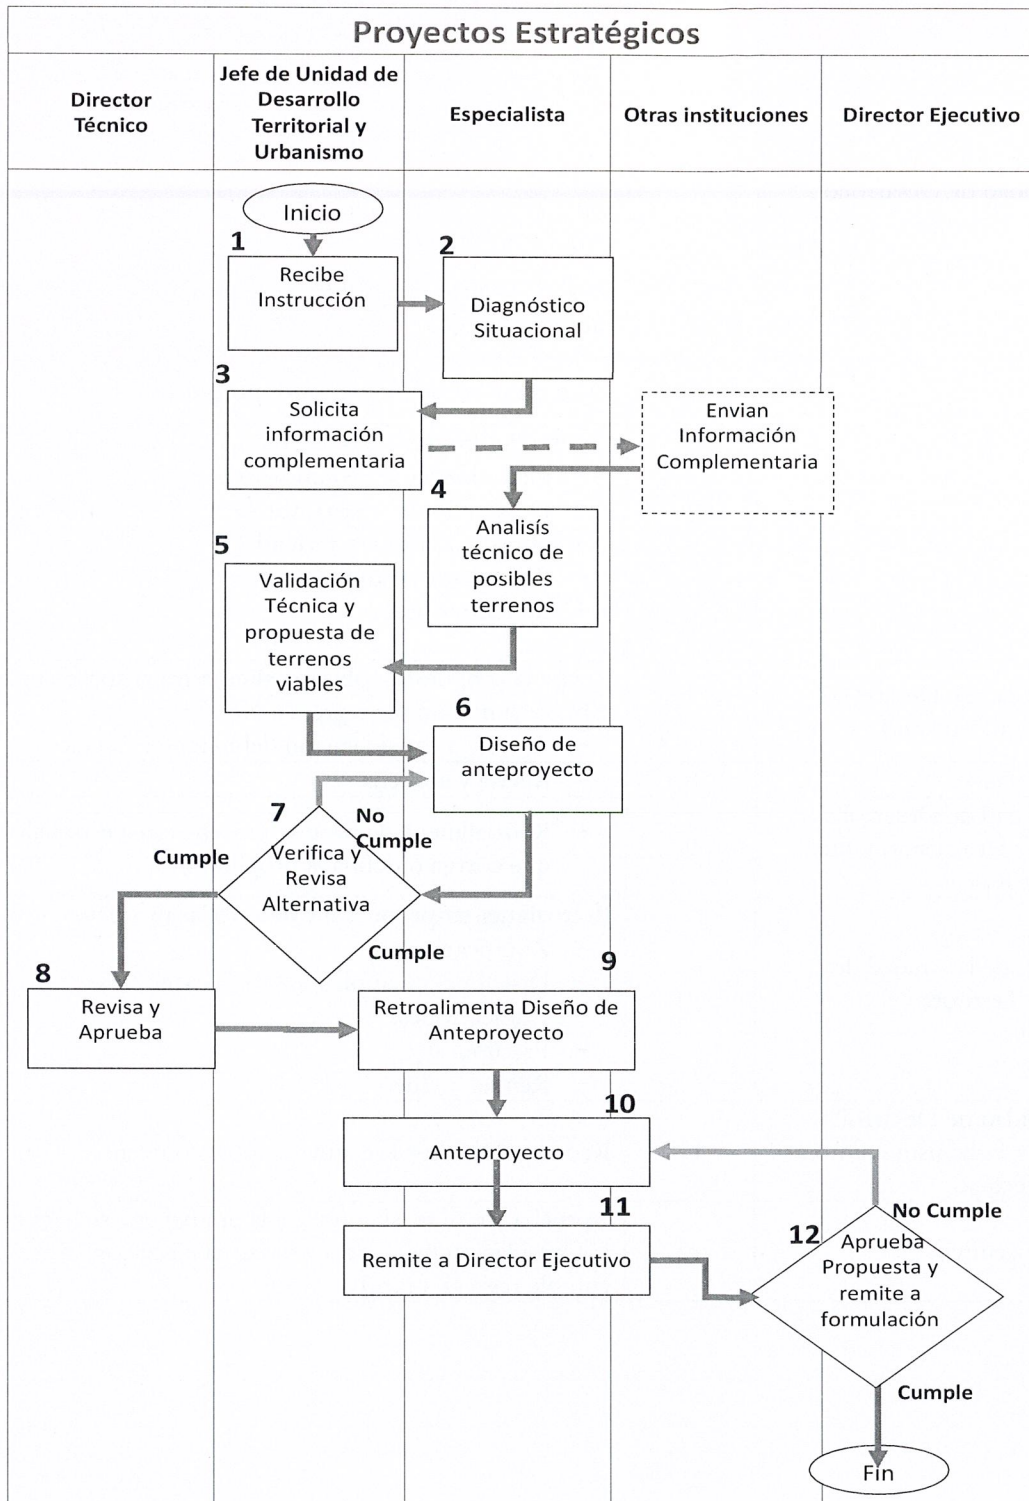 Proyectos Estratégicos
Director
Técnico
Jefe de Unidad de
Desarrollo
Territorial y
Urbanismo
Especialista
Otras instituciones
Director Ejecutivo
Inicio
1
Recibe
Instrucción
2
Diagnóstico
Situacional
3
Solicita
información
complementaria
Envian
Información
Complementaria
4
Analisís
técnico de
posibles
terrenos
5
Validación
Técnica y
propuesta de
terrenos
viables
6
Diseño de
anteproyecto
7
No
Cumple
Cumple
Verifica y
Revisa
Alternativa
Cumple
8
Revisa y
Aprueba
9
Retroalimenta Diseño de
Anteproyecto
10
Anteproyecto
11
Remite a Director Ejecutivo
No Cumple
12
Aprueba
Propuesta y
remite a
formulación
Cumple
Fin